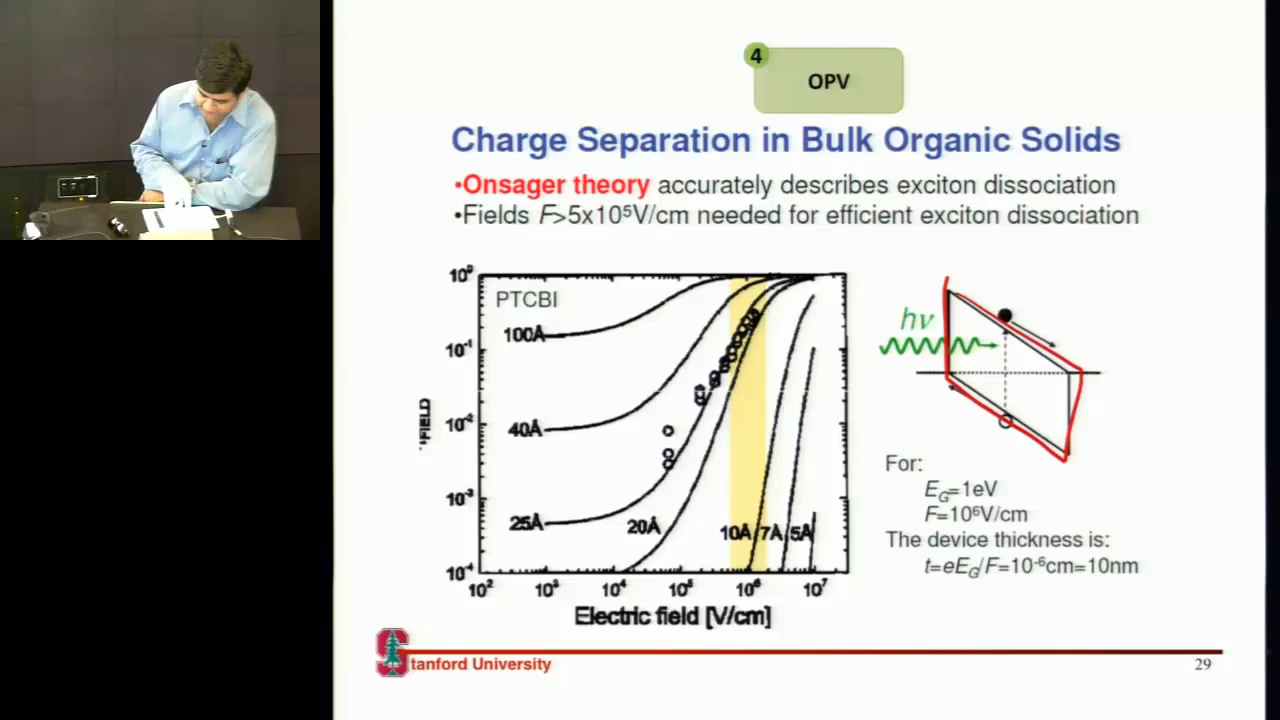 4
OPV
Charge Separation in Bulk Organic Solids
•Onsager theory accurately describes exciton dissociation
•Fields F>5x10⁵V/cm needed for efficient exciton dissociation
PTCBI
10⁰
10⁻¹
10⁻²
10⁻³
10⁻⁴
FIELD
100Å
40Å
25Å
20Å
10Å
7Å
5Å
10²
10³
10⁴
10⁵
10⁶
10⁷
Electric field [V/cm]
hν
For:
E_G=1eV
F=10⁶V/cm
The device thickness is:
t=eE_G/F=10⁻⁶cm=10nm
Stanford University
29